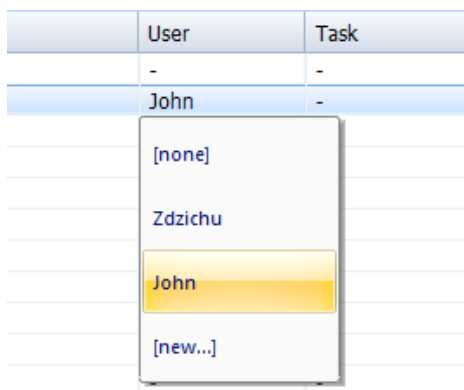 User Task
- -
John -
[none]
Zdzichu
John
[new...]
- -